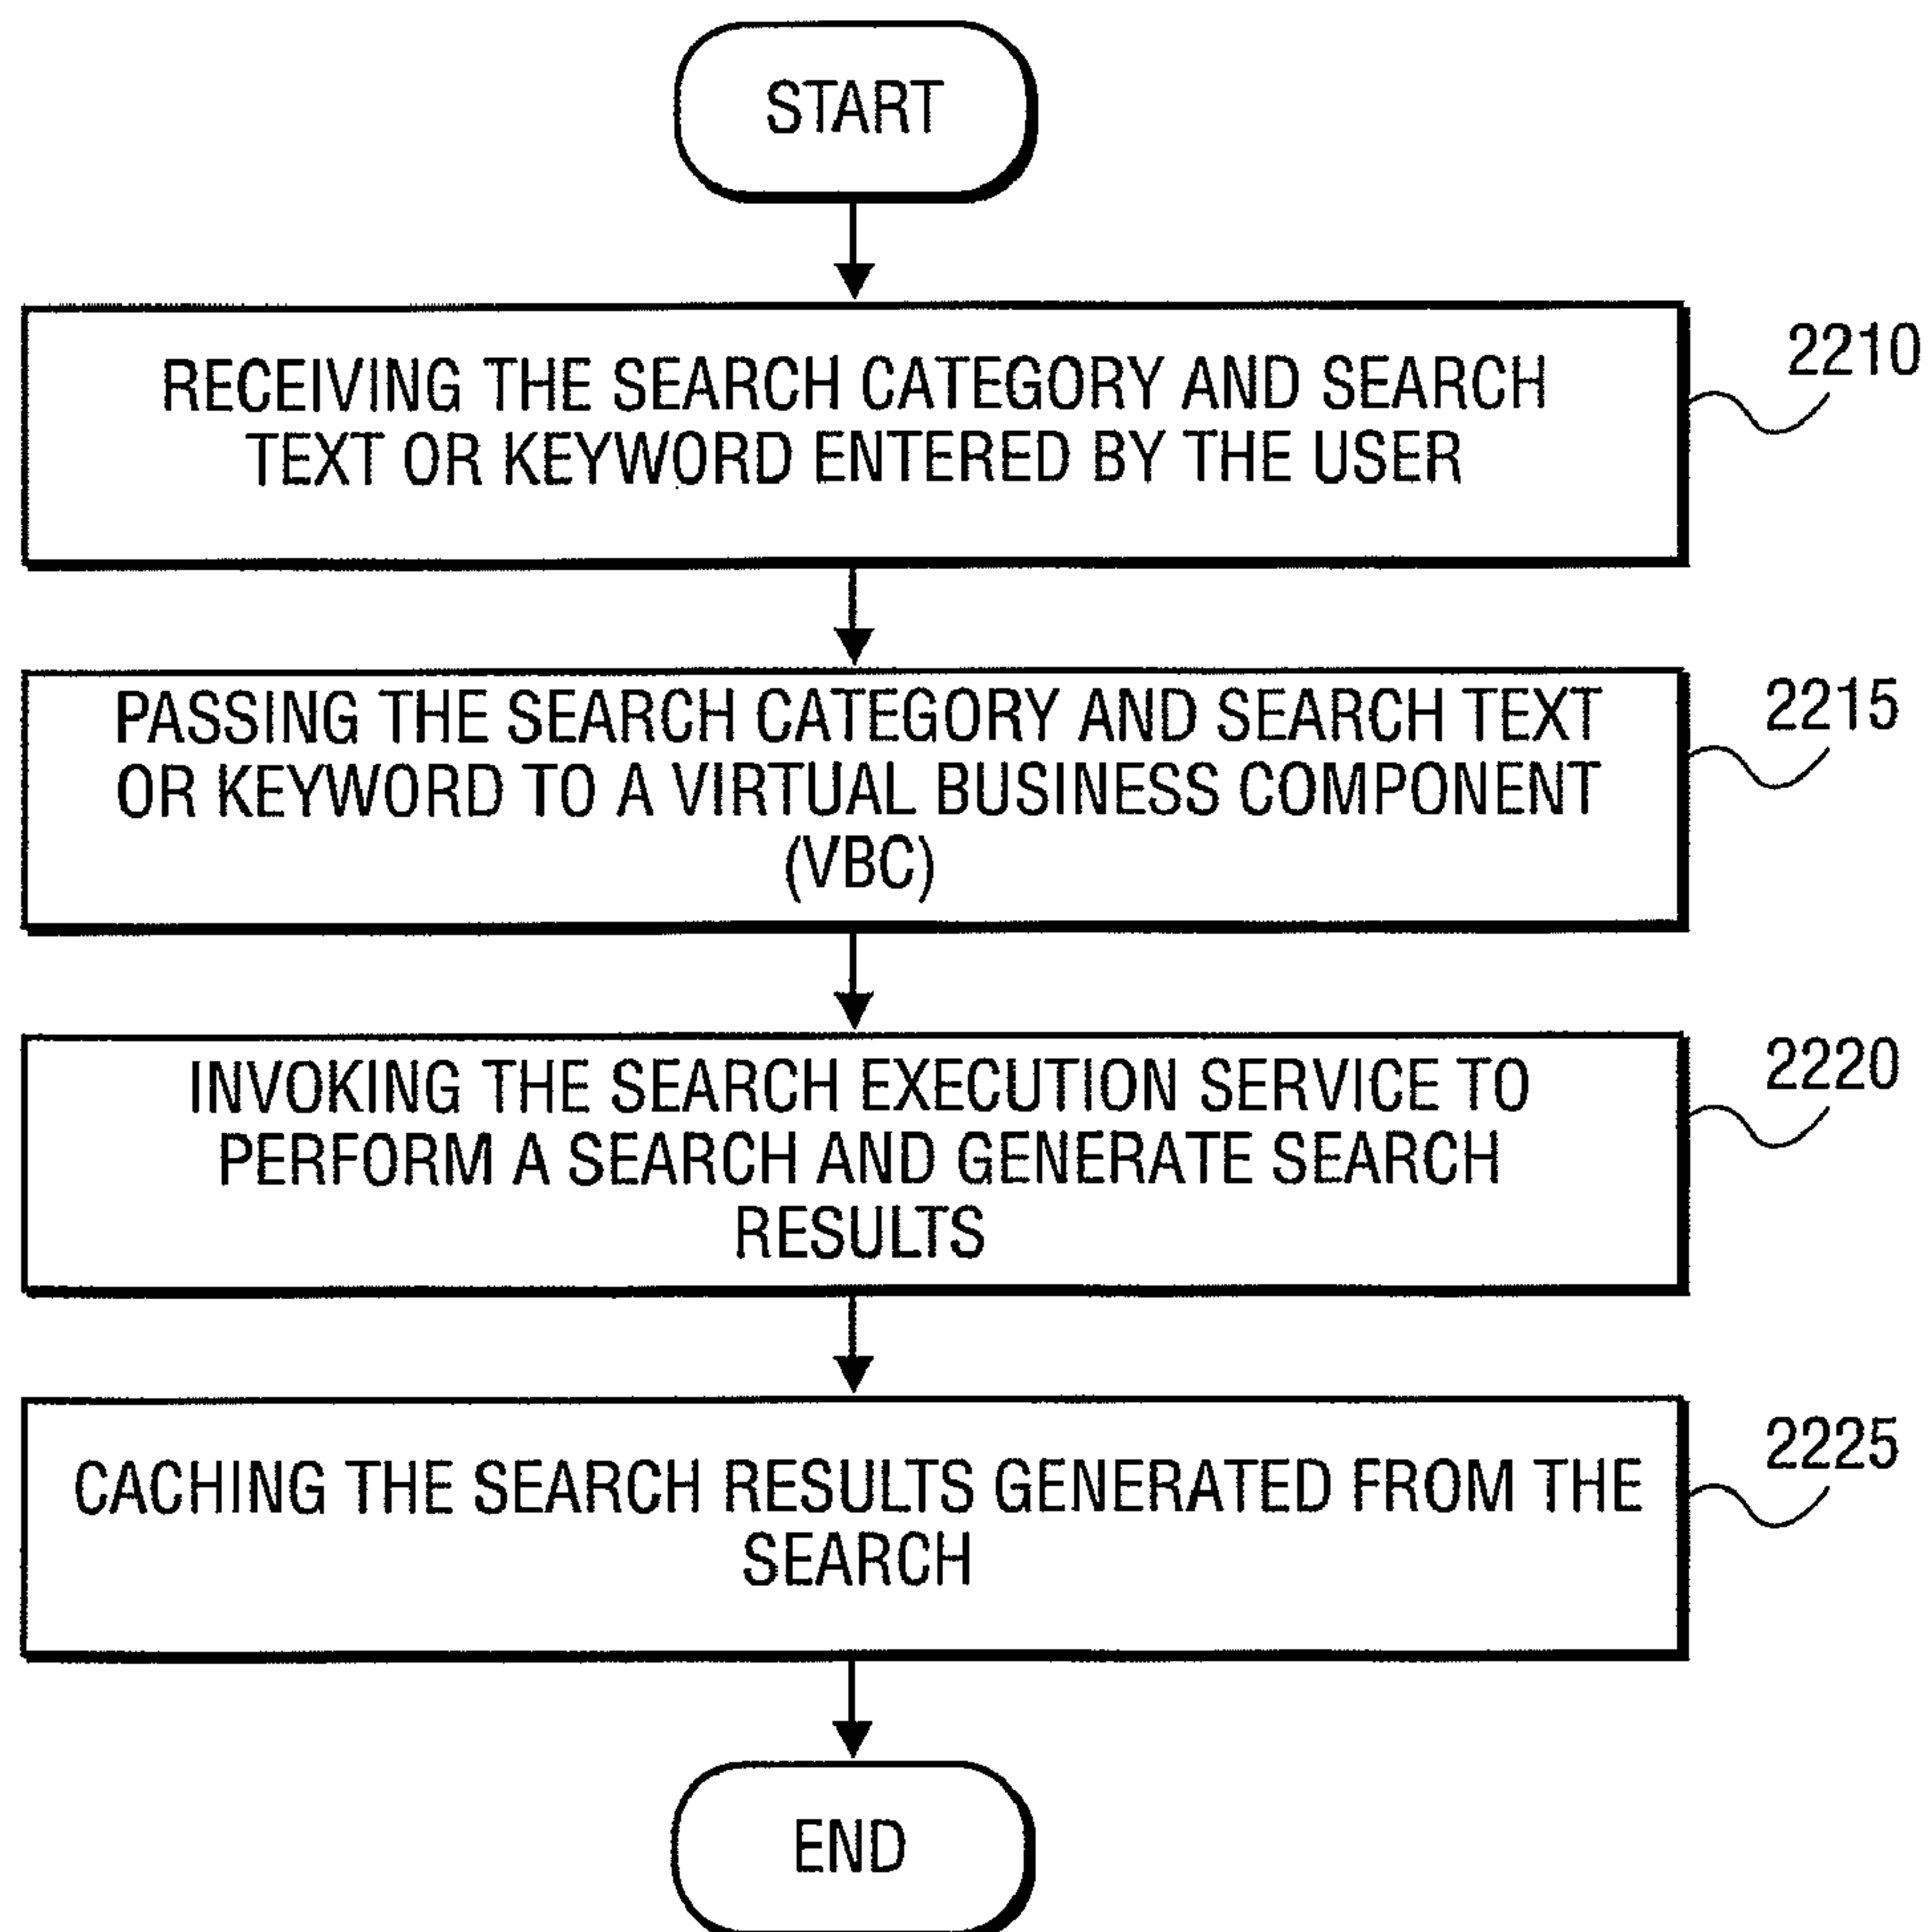 START
RECEIVING THE SEARCH CATEGORY AND SEARCH
TEXT OR KEYWORD ENTERED BY THE USER
2210
PASSING THE SEARCH CATEGORY AND SEARCH TEXT
OR KEYWORD TO A VIRTUAL BUSINESS COMPONENT
(VBC)
2215
INVOKING THE SEARCH EXECUTION SERVICE TO
PERFORM A SEARCH AND GENERATE SEARCH
RESULTS
2220
CACHING THE SEARCH RESULTS GENERATED FROM THE
SEARCH
2225
END